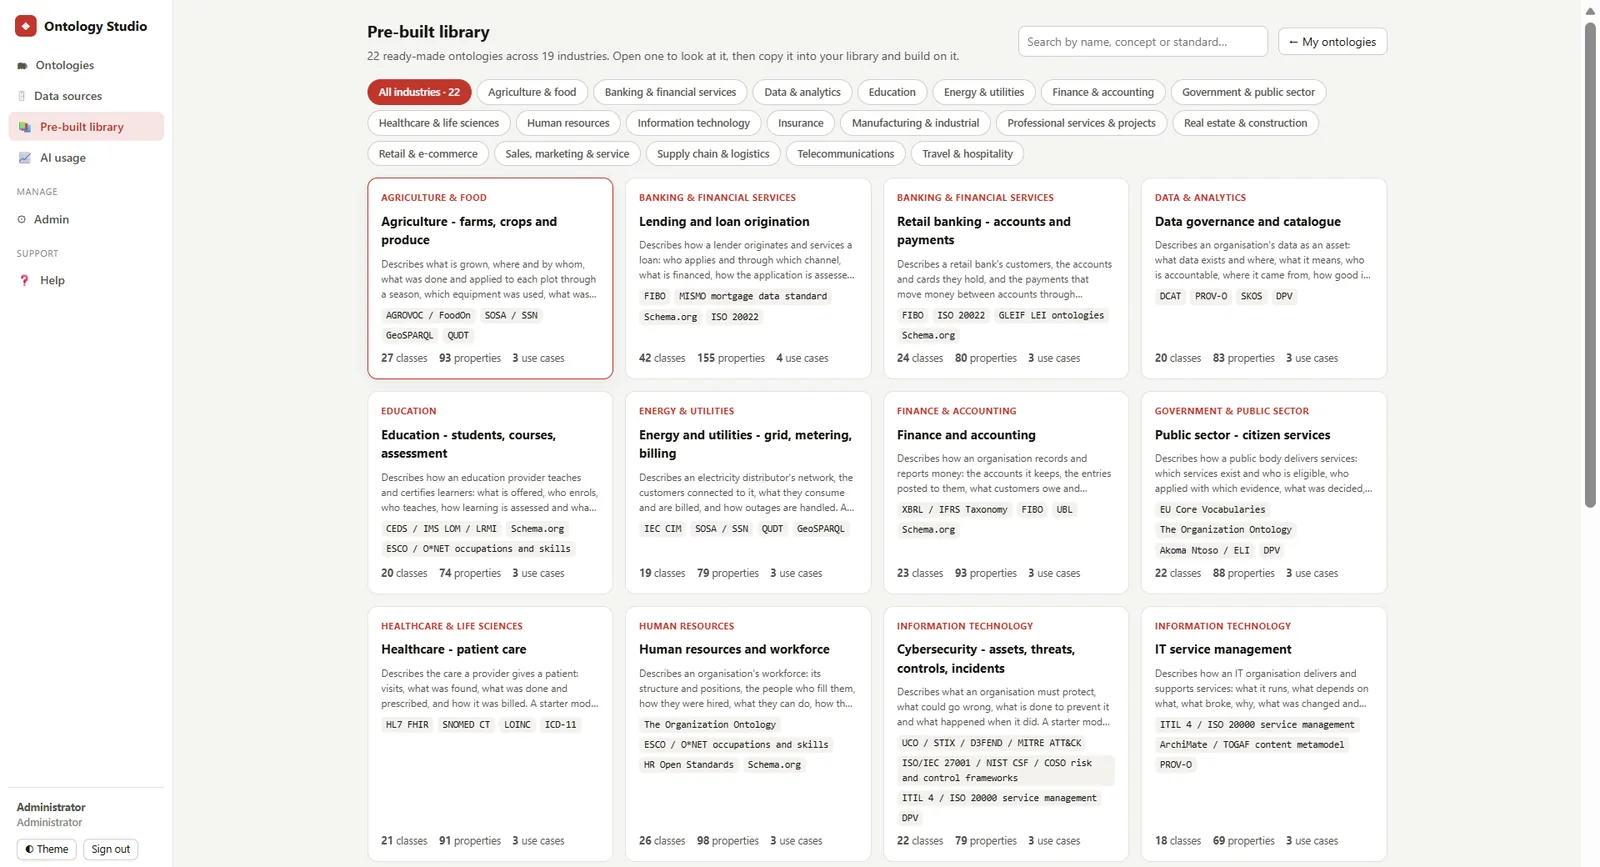 Ontology Studio
Ontologies
Data sources
Pre-built library
AI usage
MANAGE
Admin
SUPPORT
Help
Administrator
Administrator
Theme
Sign out
Pre-built library
22 ready-made ontologies across 19 industries. Open one to look at it, then copy it into your library and build on it.
Search by name, concept or standard...
← My ontologies
All industries · 22
Agriculture & food
Banking & financial services
Data & analytics
Education
Energy & utilities
Finance & accounting
Government & public sector
Healthcare & life sciences
Human resources
Information technology
Insurance
Manufacturing & industrial
Professional services & projects
Real estate & construction
Retail & e-commerce
Sales, marketing & service
Supply chain & logistics
Telecommunications
Travel & hospitality
AGRICULTURE & FOOD
Agriculture - farms, crops and
produce
Describes what is grown, where and by whom,
what was done and applied to each plot through
a season, which equipment was used, what was...
AGROVOC / FoodOn SOSA / SSN
GeoSPARQL QUDT
27 classes 93 properties 3 use cases
BANKING & FINANCIAL SERVICES
Lending and loan origination
Describes how a lender originates and services a
loan: who applies and through which channel,
what is financed, how the application is assesse...
FIBO MISMO mortgage data standard
Schema.org ISO 20022
42 classes 155 properties 4 use cases
BANKING & FINANCIAL SERVICES
Retail banking - accounts and
payments
Describes a retail bank's customers, the accounts
and cards they hold, and the payments that
move money between accounts through...
FIBO ISO 20022 GLEIF LEI ontologies
Schema.org
24 classes 80 properties 3 use cases
DATA & ANALYTICS
Data governance and catalogue
Describes an organisation's data as an asset:
what data exists and where, what it means, who
is accountable, where it came from, how good i...
DCAT PROV-O SKOS DPV
20 classes 83 properties 3 use cases
EDUCATION
Education - students, courses,
assessment
Describes how an education provider teaches
and certifies learners: what is offered, who enrols,
who teaches, how learning is assessed and wha...
CEDS / IMS LOM / LRMI Schema.org
ESCO / O*NET occupations and skills
20 classes 74 properties 3 use cases
ENERGY & UTILITIES
Energy and utilities - grid, metering,
billing
Describes an electricity distributor's network, the
customers connected to it, what they consume
and are billed, and how outages are handled. A...
IEC CIM SOSA / SSN QUDT GeoSPARQL
19 classes 79 properties 3 use cases
FINANCE & ACCOUNTING
Finance and accounting
Describes how an organisation records and
reports money: the accounts it keeps, the entries
posted to them, what customers owe and...
XBRL / IFRS Taxonomy FIBO UBL
Schema.org
23 classes 93 properties 3 use cases
GOVERNMENT & PUBLIC SECTOR
Public sector - citizen services
Describes how a public body delivers services:
which services exist and who is eligible, who
applied with which evidence, what was decided,...
EU Core Vocabularies
The Organization Ontology
Akoma Ntoso / ELI DPV
22 classes 88 properties 3 use cases
HEALTHCARE & LIFE SCIENCES
Healthcare - patient care
Describes the care a provider gives a patient:
visits, what was found, what was done and
prescribed, and how it was billed. A starter mod...
HL7 FHIR SNOMED CT LOINC ICD-11
21 classes 91 properties 3 use cases
HUMAN RESOURCES
Human resources and workforce
Describes an organisation's workforce: its
structure and positions, the people who fill them,
how they were hired, what they can do, how th...
The Organization Ontology
ESCO / O*NET occupations and skills
HR Open Standards Schema.org
26 classes 98 properties 3 use cases
INFORMATION TECHNOLOGY
Cybersecurity - assets, threats,
controls, incidents
Describes what an organisation must protect,
what could go wrong, what is done to prevent it
and what happened when it did. A starter mod...
UCO / STIX / D3FEND / MITRE ATT&CK
ISO/IEC 27001 / NIST CSF / COSO risk
and control frameworks
ITIL 4 / ISO 20000 service management
DPV
22 classes 79 properties 3 use cases
INFORMATION TECHNOLOGY
IT service management
Describes how an IT organisation delivers and
supports services: what it runs, what depends on
what, what broke, why, what was changed and...
ITIL 4 / ISO 20000 service management
ArchiMate / TOGAF content metamodel
PROV-O
18 classes 69 properties 3 use cases